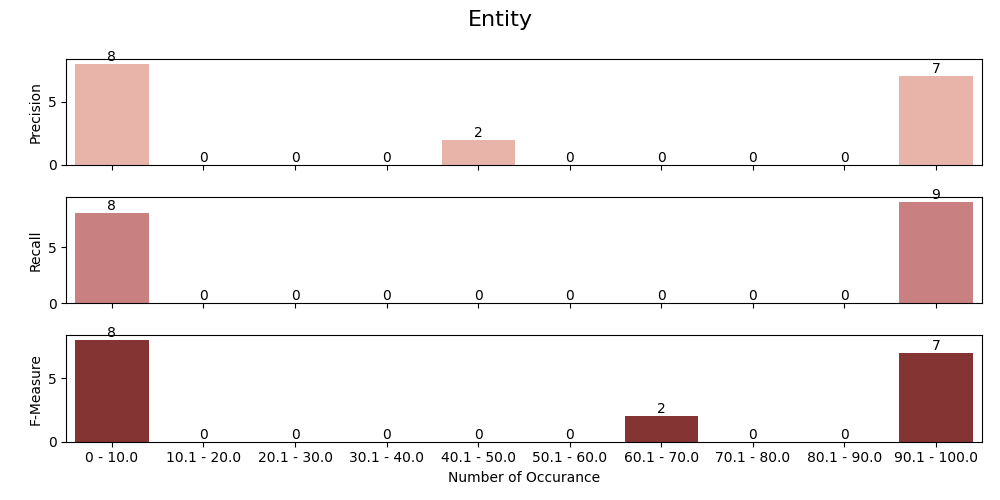 Entity
Precision
5
0
8 0 0 0 2 0 0 0 0 7
Recall
5
0
8 0 0 0 0 0 0 0 0 9
F-Measure
5
0
8 0 0 0 0 0 2 0 0 7
0 - 10.0 10.1 - 20.0 20.1 - 30.0 30.1 - 40.0 40.1 - 50.0 50.1 - 60.0 60.1 - 70.0 70.1 - 80.0 80.1 - 90.0 90.1 - 100.0
Number of Occurance